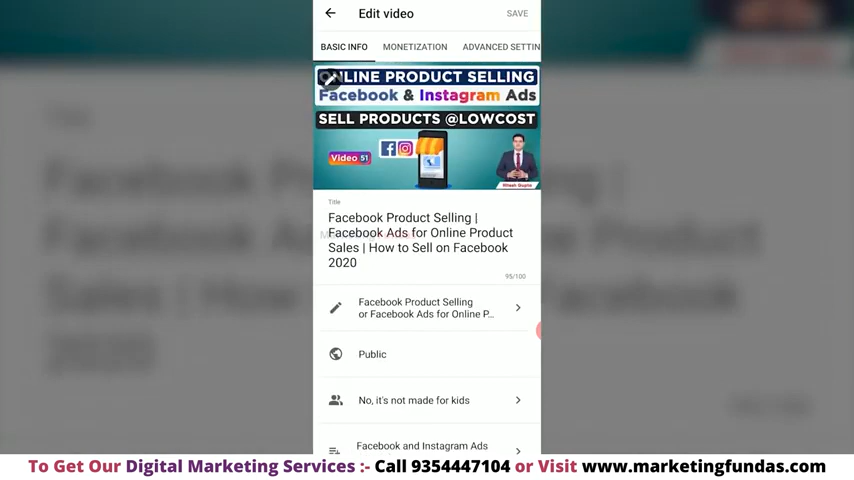 Edit video
SAVE
BASIC INFO
MONETIZATION
ADVANCED SETTIN
ONLINE PRODUCT SELLING
Facebook & Instagram Ads
SELL PRODUCTS @LOWCOST
Video 51
Ritesh Gupta
Title
Facebook Product Selling |
Facebook Ads for Online Product
Sales | How to Sell on Facebook
2020
95/100
Facebook Product Selling
or Facebook Ads for Online P...
Public
No, it's not made for kids
Facebook and Instagram Ads
To Get Our Digital Marketing Services :- Call 9354447104 or Visit www.marketingfundas.com